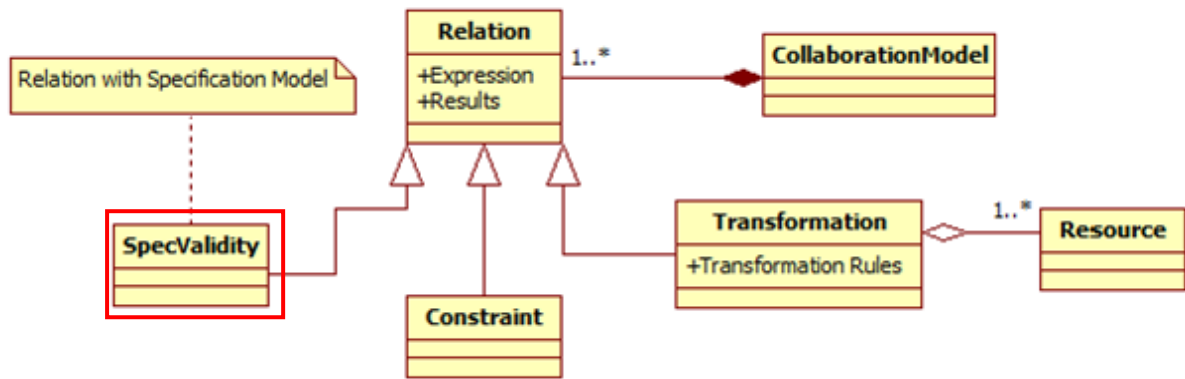 Relation
+Expression
+Results
1..*
CollaborationModel
Relation with Specification Model
SpecValidity
Constraint
Transformation
+Transformation Rules
1..*
Resource